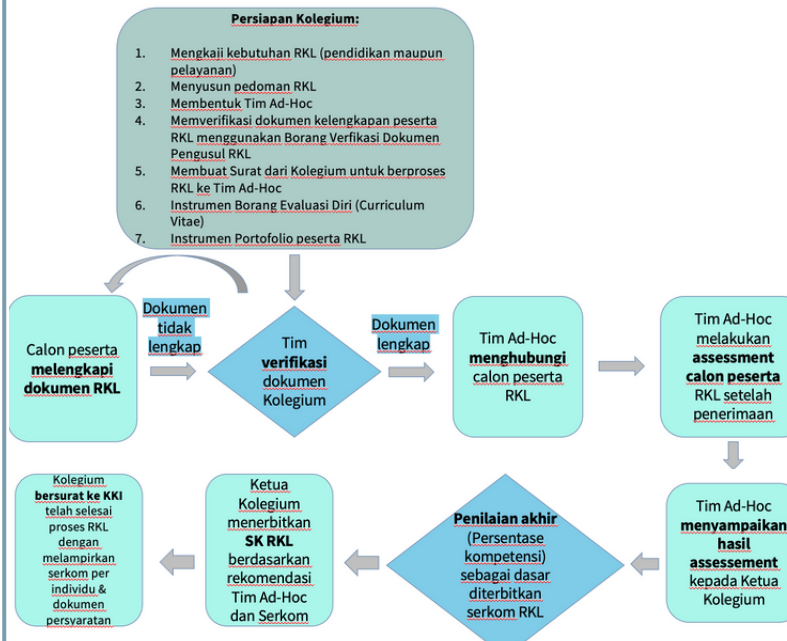 Persiapan Kolegium:
1. Mengkaji kebutuhan RKL (pendidikan maupun
pelayanan)
2. Menyusun pedoman RKL
3. Membentuk Tim Ad-Hoc
4. Memverifikasi dokumen kelengkapan peserta
RKL menggunakan Borang Verfikasi Dokumen
Pengusul RKL
5. Membuat Surat dari Kolegium untuk berproses
RKL ke Tim Ad-Hoc
6. Instrumen Borang Evaluasi Diri (Curriculum
Vitae)
7. Instrumen Portofolio peserta RKL
Calon peserta
melengkapi
dokumen RKL
Dokumen
tidak
lengkap
Tim
verifikasi
dokumen
Kolegium
Dokumen
lengkap
Tim Ad-Hoc
menghubungi
calon peserta
RKL
Tim Ad-Hoc
melakukan
assessment
calon peserta
RKL setelah
penerimaan
Tim Ad-Hoc
menyampaikan
hasil
assessement
kepada Ketua
Kolegium
Penilaian akhir
(Persentase
kompetensi)
sebagai dasar
diterbitkan
serkom RKL
Ketua
Kolegium
menerbitkan
SK RKL
berdasarkan
rekomendasi
Tim Ad-Hoc
dan Serkom
Kolegium
bersurat ke KKI
telah selesai
proses RKL
dengan
melampirkan
serkom per
individu &
dokumen
persyaratan